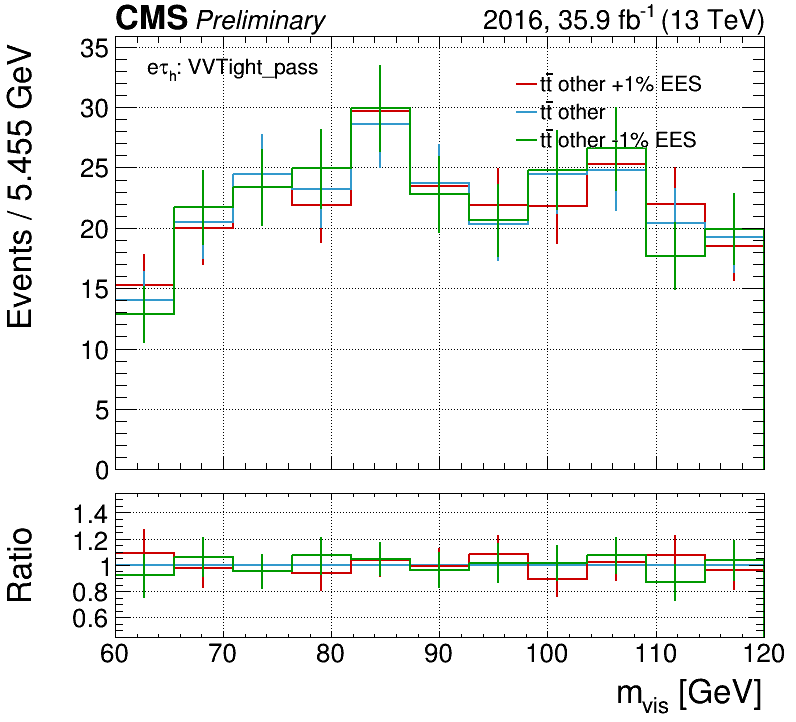 CMS Preliminary 2016, 35.9 fb⁻¹ (13 TeV)
eτₕ: VVTight_pass
tt̄ other +1% EES
tt̄ other
tt̄ other -1% EES
Events / 5.455 GeV
35
30
25
20
15
10
5
0
Ratio
1.4
1.2
1
0.8
0.6
60 70 80 90 100 110 120
m_vis [GeV]